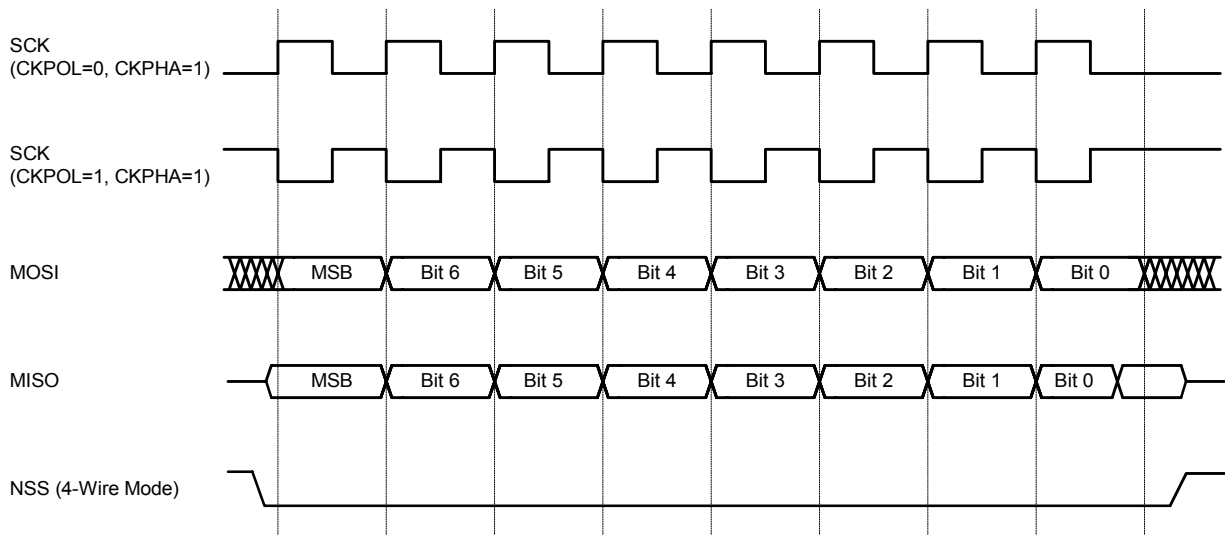 SCK
(CKPOL=0, CKPHA=1)
SCK
(CKPOL=1, CKPHA=1)
MOSI
MSB
Bit 6
Bit 5
Bit 4
Bit 3
Bit 2
Bit 1
Bit 0
MISO
MSB
Bit 6
Bit 5
Bit 4
Bit 3
Bit 2
Bit 1
Bit 0
NSS (4-Wire Mode)